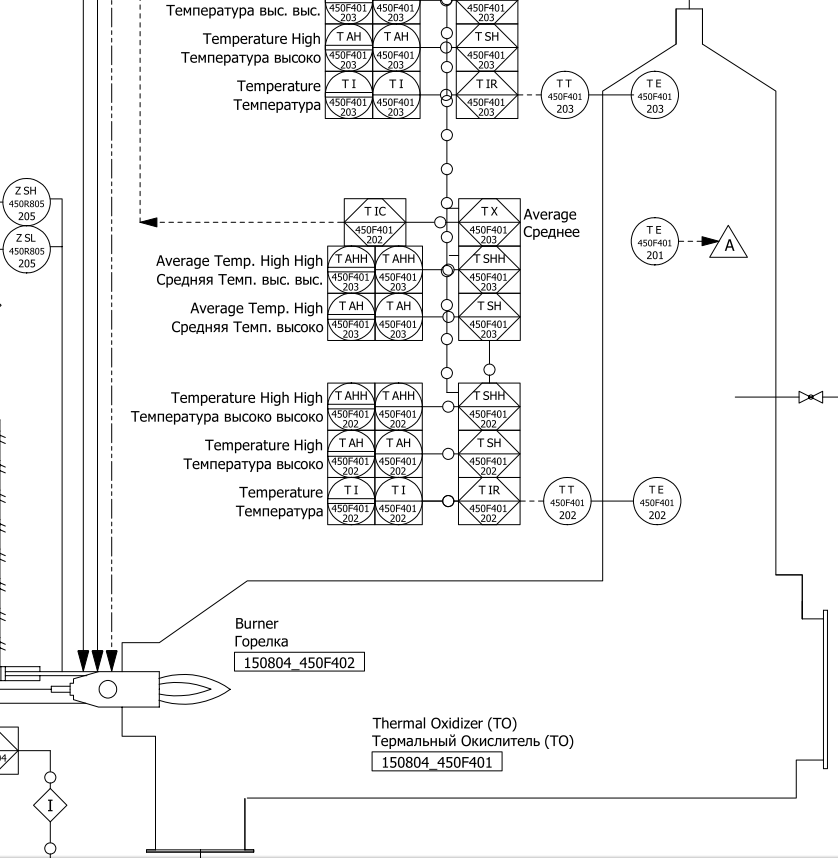 450F401 450F401 450F401
Температура выс. выс.
203 203 203
Temperature High
Температура высоко
T AH T AH T SH
450F401 450F401 450F401
203 203 203
Temperature
Температура
T I T I T IR T T T E
450F401 450F401 450F401 450F401 450F401
203 203 203 203 203
Z SH
450R805
205
Z SL
450R805
205
T IC T X
450F401 450F401
202 203
Average
Среднее
T E
450F401
201
A
Average Temp. High High
Средняя Темп. выс. выс.
T AHH T AHH T SHH
450F401 450F401 450F401
203 203 203
Average Temp. High
Средняя Темп. высоко
T AH T AH T SH
450F401 450F401 450F401
203 203 203
Temperature High High
Температура высоко высоко
T AHH T AHH T SHH
450F401 450F401 450F401
202 202 202
Temperature High
Температура высоко
T AH T AH T SH
450F401 450F401 450F401
202 202 202
Temperature
Температура
T I T I T IR T T T E
450F401 450F401 450F401 450F401 450F401
202 202 202 202 202
Burner
Горелка
150804_450F402
Thermal Oxidizer (TO)
Термальный Окислитель (TO)
150804_450F401
I